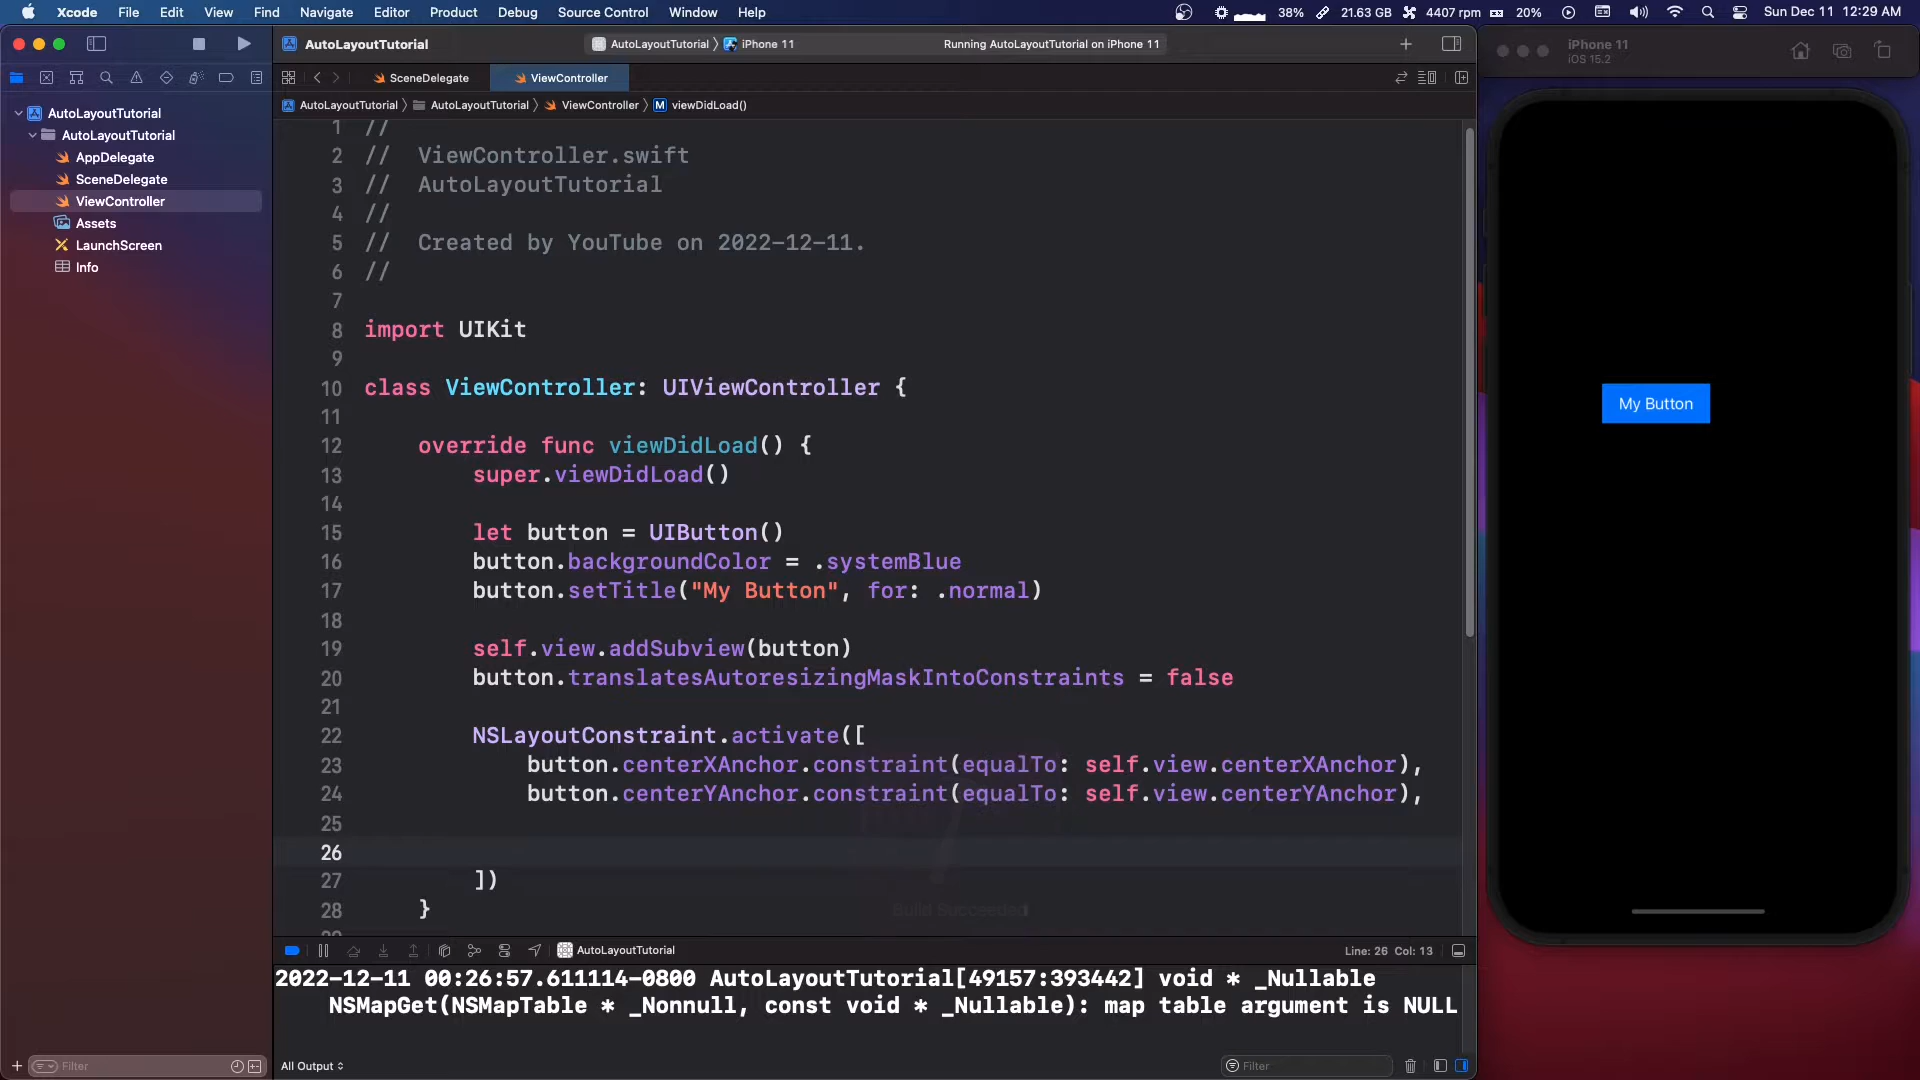 Xcode File Edit View Find Navigate Editor Product Debug Source Control Window Help 38% 21.63 GB 4407 rpm 20% Sun Dec 11 12:29 AM
AutoLayoutTutorial AutoLayoutTutorial iPhone 11 Running AutoLayoutTutorial on iPhone 11
iPhone 11
iOS 15.2
SceneDelegate ViewController
AutoLayoutTutorial AutoLayoutTutorial ViewController M viewDidLoad()
AutoLayoutTutorial
AutoLayoutTutorial
AppDelegate
SceneDelegate
ViewController
Assets
LaunchScreen
Info
1 //
2 //  ViewController.swift
3 //  AutoLayoutTutorial
4 //
5 //  Created by YouTube on 2022-12-11.
6 //
7
8 import UIKit
9
10 class ViewController: UIViewController {
11
12     override func viewDidLoad() {
13         super.viewDidLoad()
14
15         let button = UIButton()
16         button.backgroundColor = .systemBlue
17         button.setTitle("My Button", for: .normal)
18
19         self.view.addSubview(button)
20         button.translatesAutoresizingMaskIntoConstraints = false
21
22         NSLayoutConstraint.activate([
23             button.centerXAnchor.constraint(equalTo: self.view.centerXAnchor),
24             button.centerYAnchor.constraint(equalTo: self.view.centerYAnchor),
25
26
27         ])
28     }
Build Succeeded
My Button
AutoLayoutTutorial Line: 26 Col: 13
2022-12-11 00:26:57.611114-0800 AutoLayoutTutorial[49157:393442] void * _Nullable
NSMapGet(NSMapTable * _Nonnull, const void * _Nullable): map table argument is NULL
Filter All Output Filter